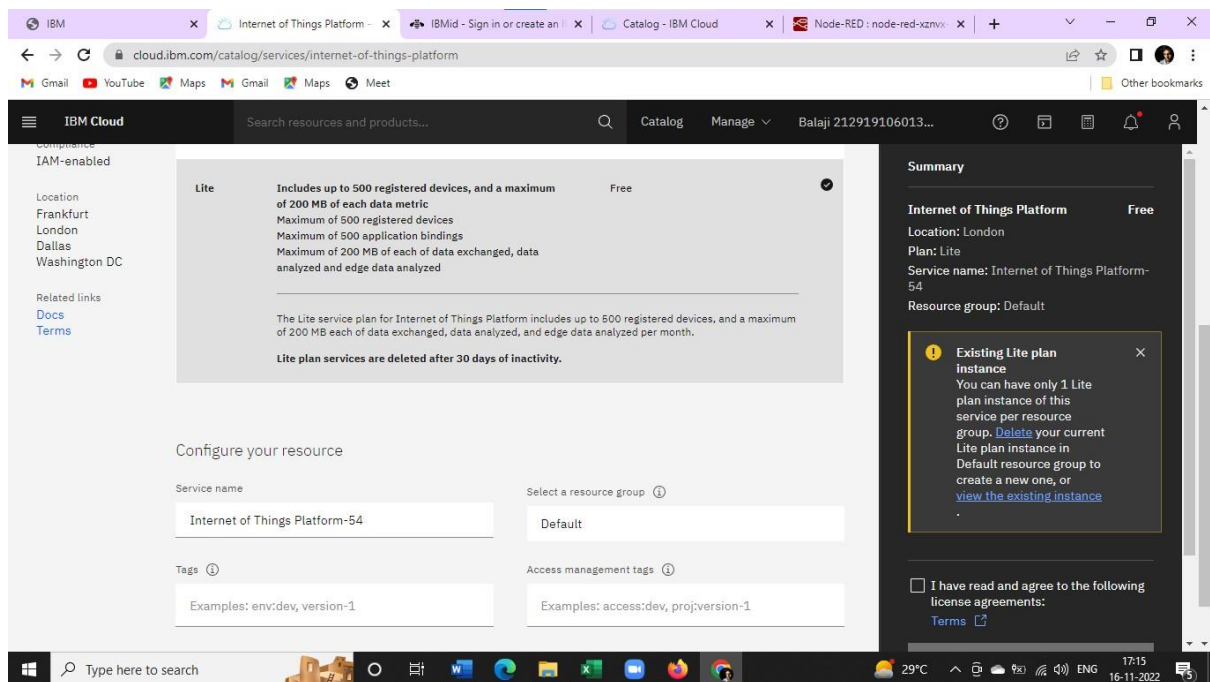 IBM
Internet of Things Platform –
IBMid - Sign in or create an I
Catalog - IBM Cloud
Node-RED : node-red-xznvx
cloud.ibm.com/catalog/services/internet-of-things-platform
Gmail
YouTube
Maps
Gmail
Maps
Meet
Other bookmarks
IBM Cloud
Search resources and products...
Catalog
Manage
Balaji 212919106013...
Compliance
IAM-enabled
Location
Frankfurt
London
Dallas
Washington DC
Related links
Docs
Terms
Lite
Includes up to 500 registered devices, and a maximum
of 200 MB of each data metric
Maximum of 500 registered devices
Maximum of 500 application bindings
Maximum of 200 MB of each of data exchanged, data
analyzed and edge data analyzed
Free
The Lite service plan for Internet of Things Platform includes up to 500 registered devices, and a maximum
of 200 MB each of data exchanged, data analyzed, and edge data analyzed per month.
Lite plan services are deleted after 30 days of inactivity.
Configure your resource
Service name
Internet of Things Platform-54
Select a resource group
Default
Tags
Examples: env:dev, version-1
Access management tags
Examples: access:dev, proj:version-1
Summary
Internet of Things Platform Free
Location: London
Plan: Lite
Service name: Internet of Things Platform-
54
Resource group: Default
Existing Lite plan
instance
You can have only 1 Lite
plan instance of this
service per resource
group. Delete your current
Lite plan instance in
Default resource group to
create a new one, or
view the existing instance
.
I have read and agree to the following
license agreements:
Terms
Type here to search
29°C
ENG
17:15
16-11-2022
5